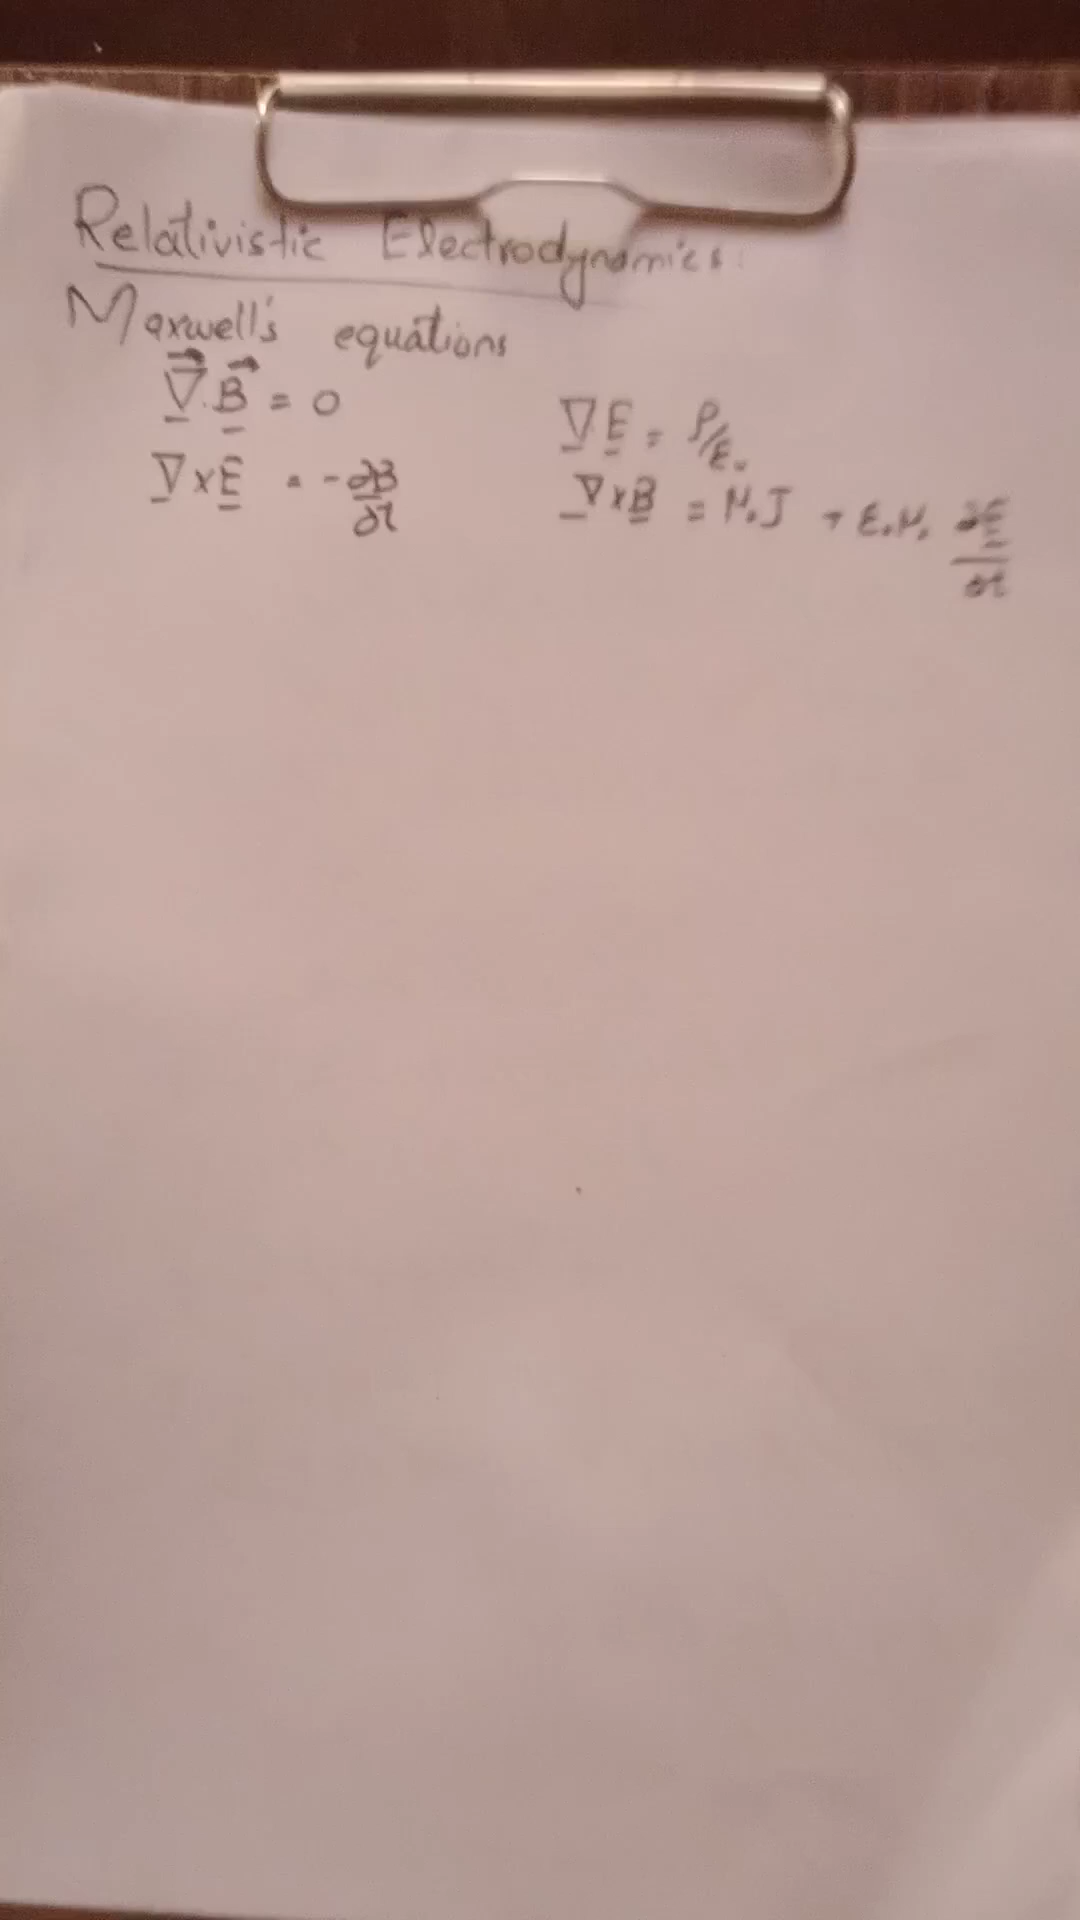 Relativistic Electrodynamics:
Maxwell's equations
∇.B = 0
∇E = ρ/ε₀
∇×E = -∂B/∂t
∇×B = μ₀J + ε₀μ₀ ∂E/∂t